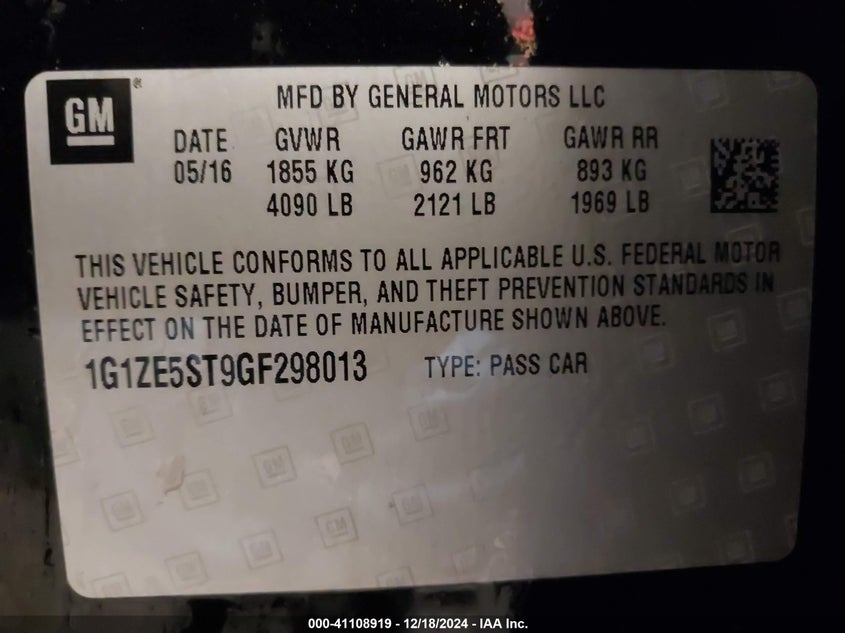 GM
MFD BY GENERAL MOTORS LLC
DATE GVWR GAWR FRT GAWR RR
05/16 1855 KG 962 KG 893 KG
4090 LB 2121 LB 1969 LB
THIS VEHICLE CONFORMS TO ALL APPLICABLE U.S. FEDERAL MOTOR
VEHICLE SAFETY, BUMPER, AND THEFT PREVENTION STANDARDS IN
EFFECT ON THE DATE OF MANUFACTURE SHOWN ABOVE.
1G1ZE5ST9GF298013 TYPE: PASS CAR
000-41108919 - 12/18/2024 - IAA Inc.